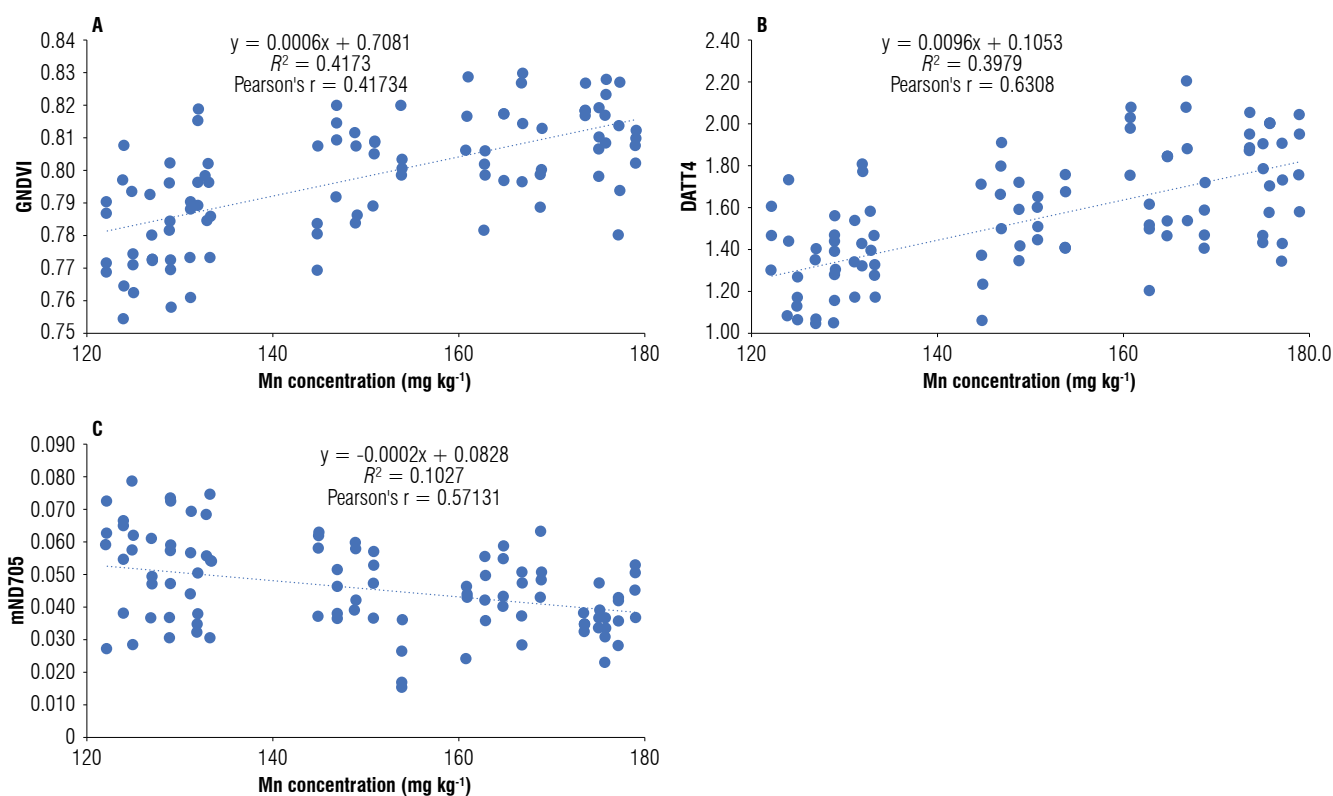 A
y = 0.0006x + 0.7081
R² = 0.4173
Pearson's r = 0.41734
0.84
0.83
0.82
0.81
0.80
0.79
0.78
0.77
0.76
0.75
GNDVI
120 140 160 180
Mn concentration (mg kg⁻¹)
B
y = 0.0096x + 0.1053
R² = 0.3979
Pearson's r = 0.6308
2.40
2.20
2.00
1.80
1.60
1.40
1.20
1.00
DATT4
120 140 160 180.0
Mn concentration (mg kg⁻¹)
C
y = -0.0002x + 0.0828
R² = 0.1027
Pearson's r = 0.57131
0.090
0.080
0.070
0.060
0.050
0.040
0.030
0.020
0.010
0
mND705
120 140 160 180
Mn concentration (mg kg⁻¹)